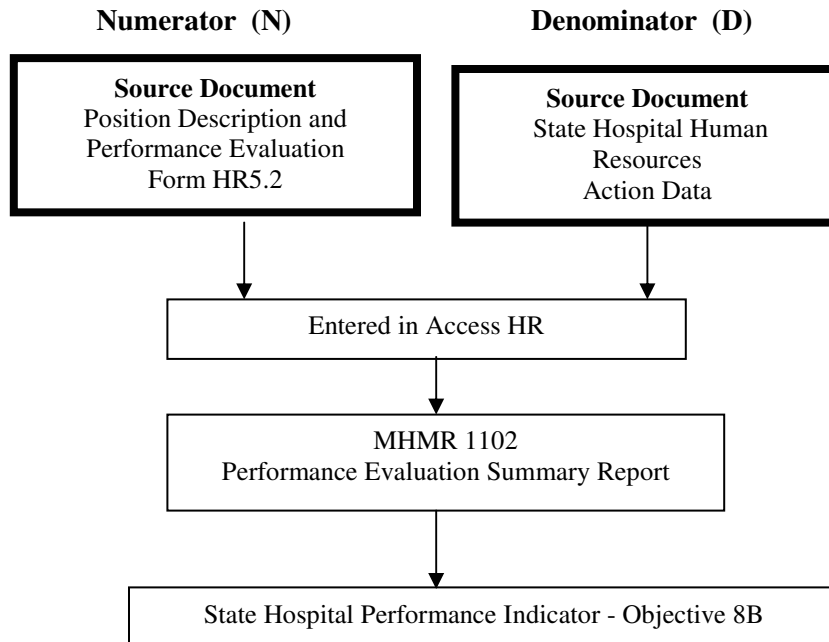 Numerator (N)
Denominator (D)
Source Document
Position Description and
Performance Evaluation
Form HR5.2
Source Document
State Hospital Human
Resources
Action Data
Entered in Access HR
MHMR 1102
Performance Evaluation Summary Report
State Hospital Performance Indicator - Objective 8B